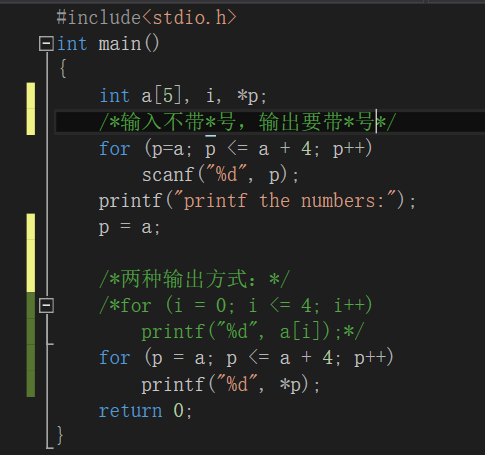 #include<stdio.h>
int main()
{
int a[5], i, *p;
/*输入不带*号，输出要带*号*/
for (p=a; p <= a + 4; p++)
scanf("%d", p);
printf("printf the numbers:");
p = a;
/*两种输出方式：*/
/*for (i = 0; i <= 4; i++)
printf("%d", a[i]);*/
for (p = a; p <= a + 4; p++)
printf("%d", *p);
return 0;
}